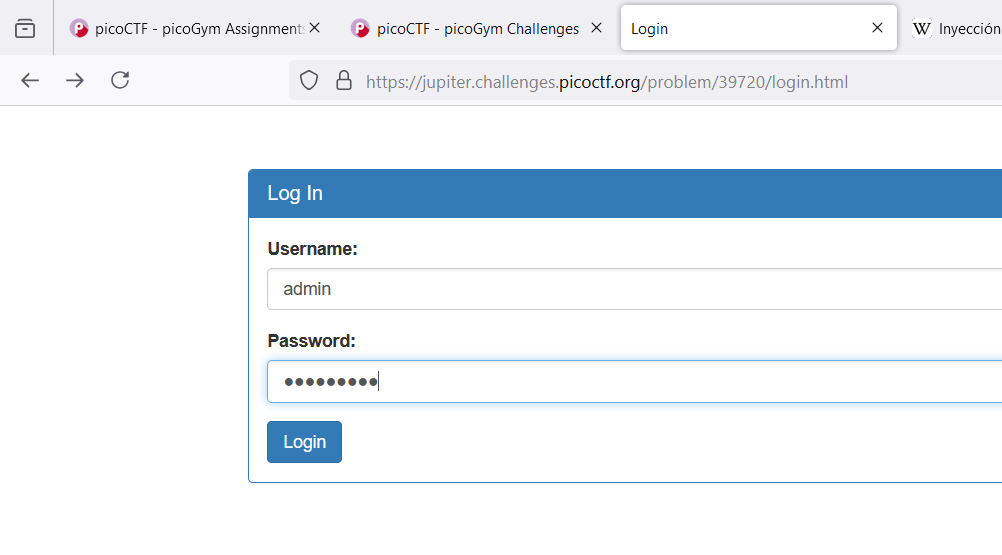 picoCTF - picoGym Assignment
picoCTF - picoGym Challenges
Login
W Inyección
https://jupiter.challenges.picoctf.org/problem/39720/login.html
Log In
Username:
admin
Password:
●●●●●●●●●
Login